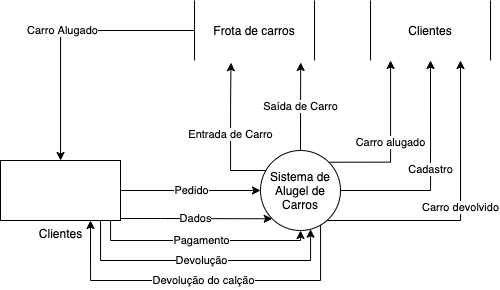 Carro Alugado
Frota de carros
Clientes
Saída de Carro
Entrada de Carro
Carro alugado
Cadastro
Sistema de
Alugel de
Carros
Pedido
Carro devolvido
Dados
Clientes
Pagamento
Devolução
Devolução do calção